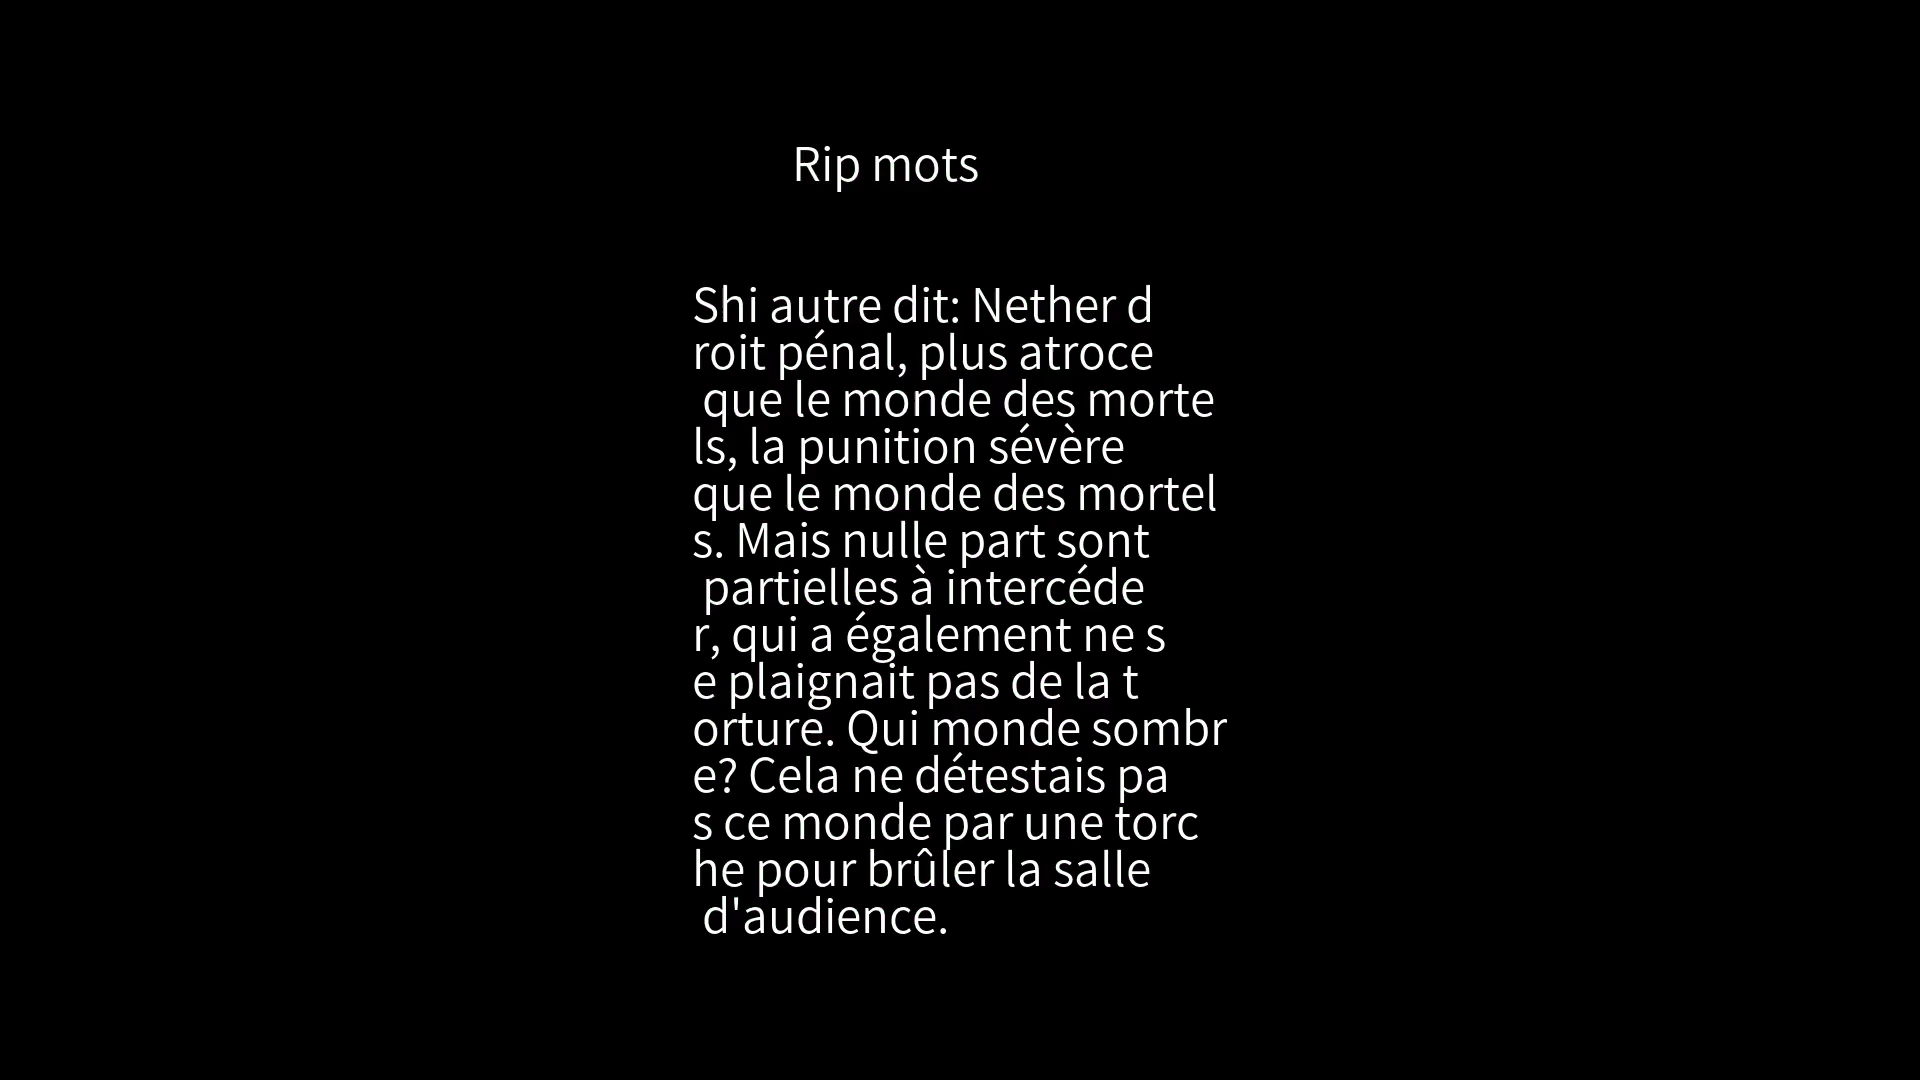 Rip mots
Shi autre dit: Nether d
roit pénal, plus atroce
que le monde des morte
ls, la punition sévère
que le monde des mortel
s. Mais nulle part sont
partielles à intercéde
r, qui a également ne s
e plaignait pas de la t
orture. Qui monde sombr
e? Cela ne détestais pa
s ce monde par une torc
he pour brûler la salle
d'audience.